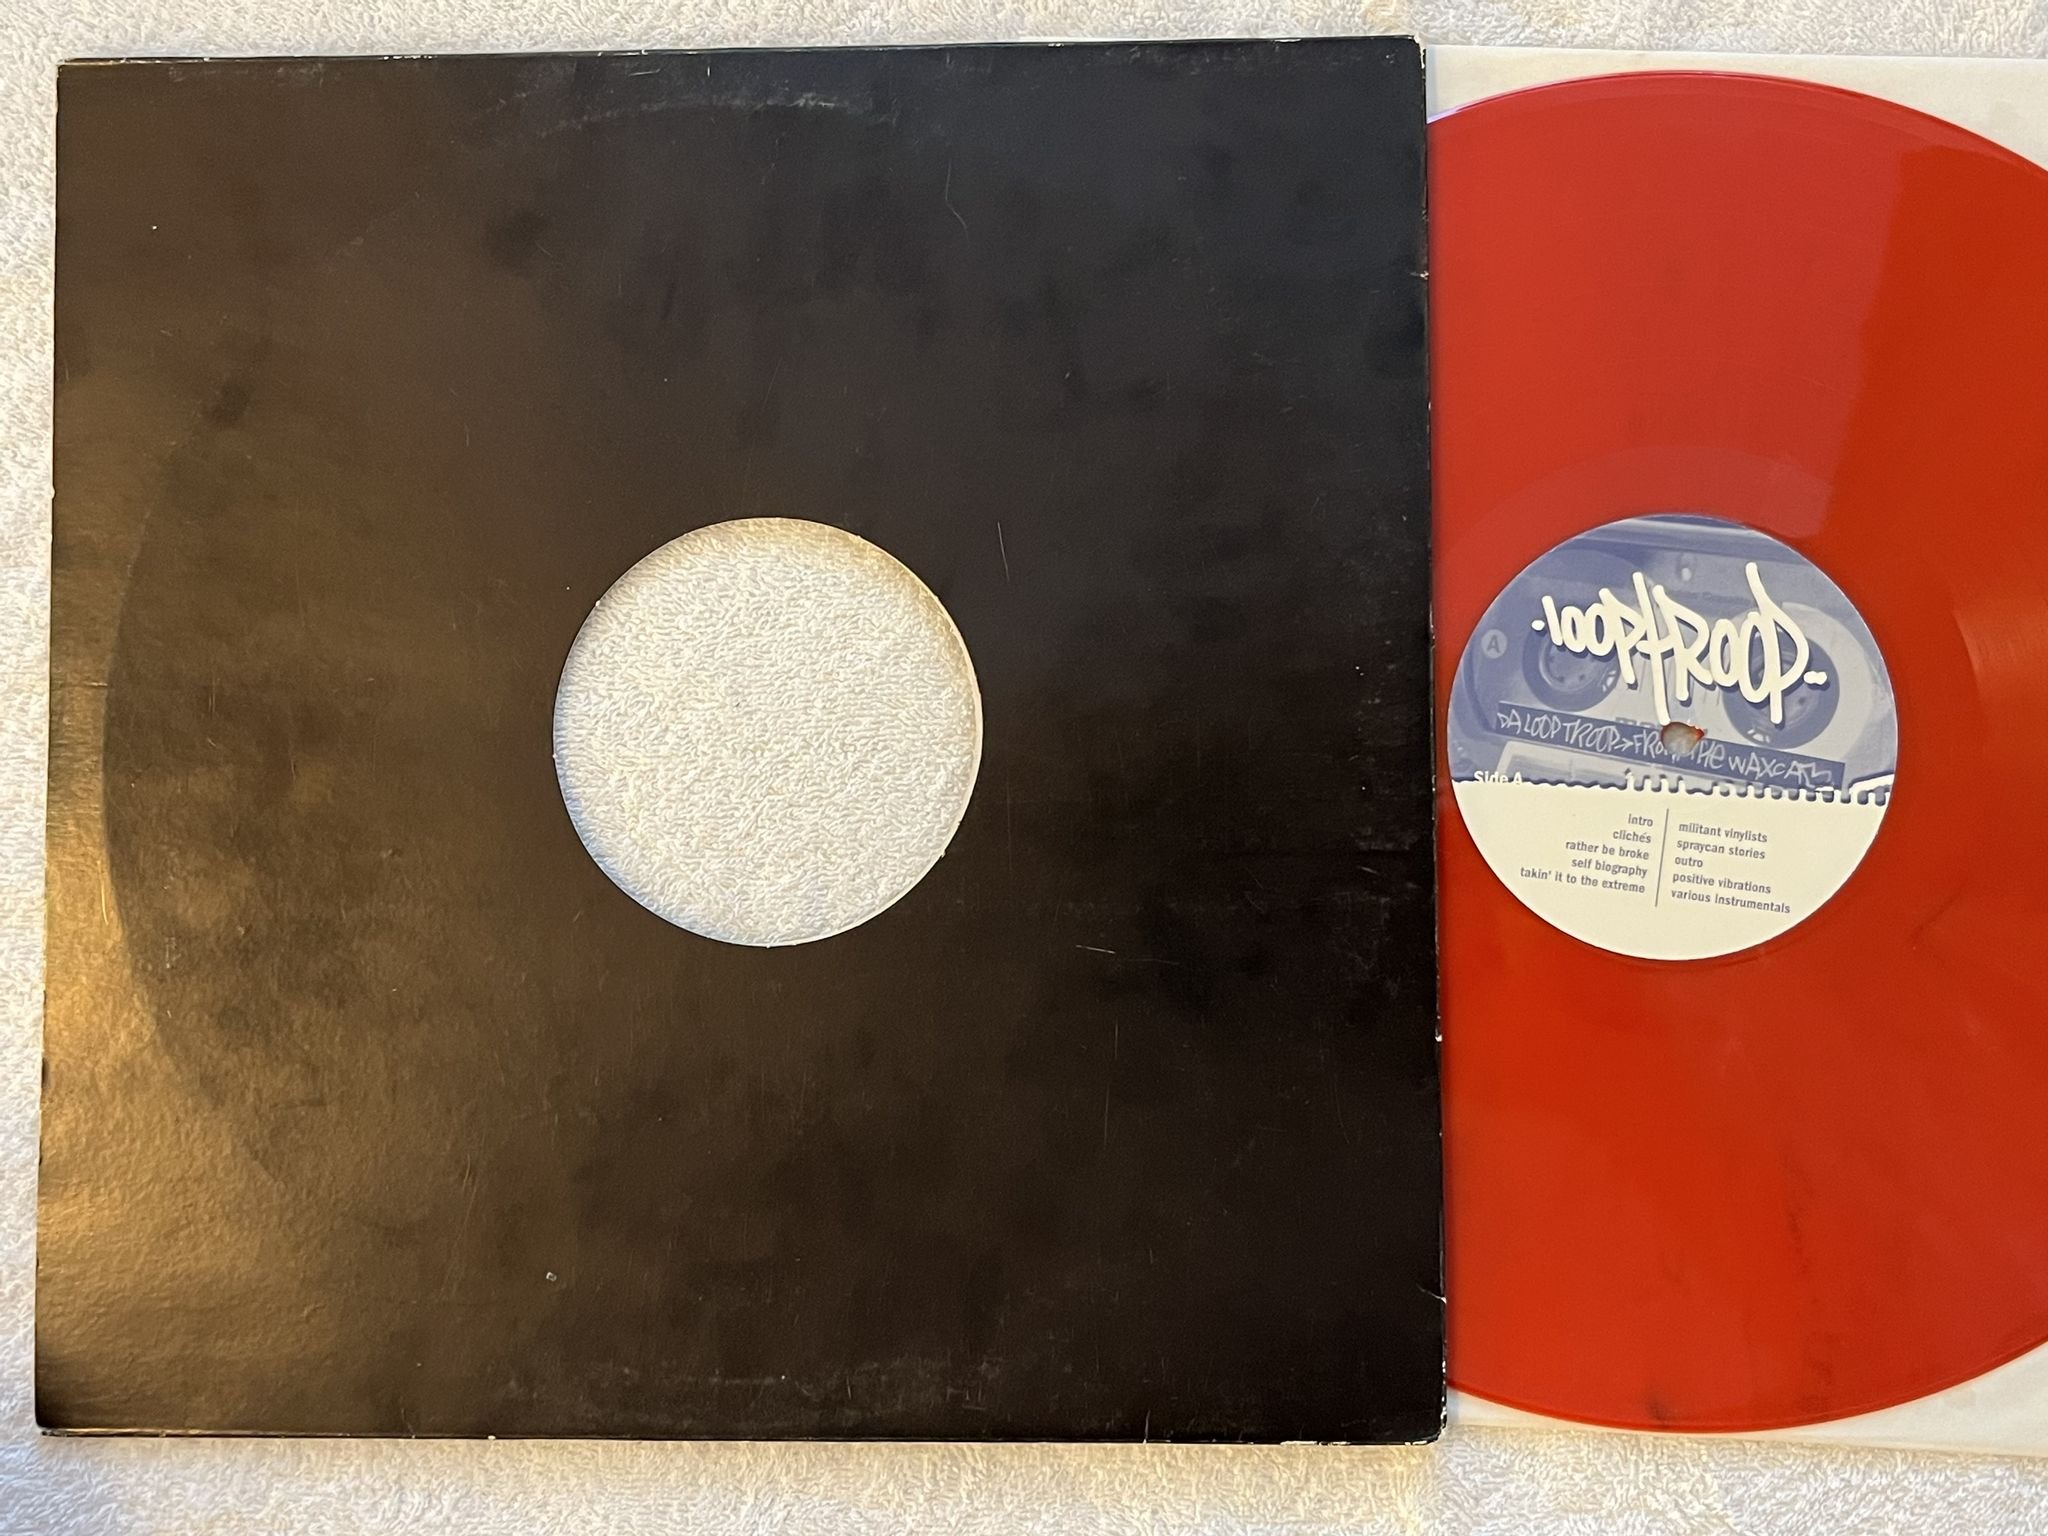 ·LOOPTROOP··
A
DA LOOP TROOP> FROM THE WAXCABS
Side A
intro
clichés
rather be broke
self biography
takin' it to the extreme
militant vinylists
spraycan stories
outro
positive vibrations
various instrumentals